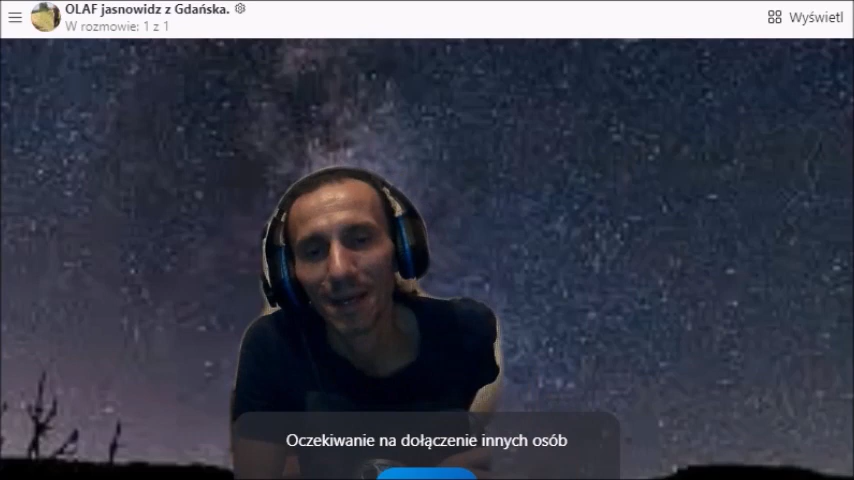 OLAF jasnowidz z Gdańska.
W rozmowie: 1 z 1
Wyświetl
Oczekiwanie na dołączenie innych osób